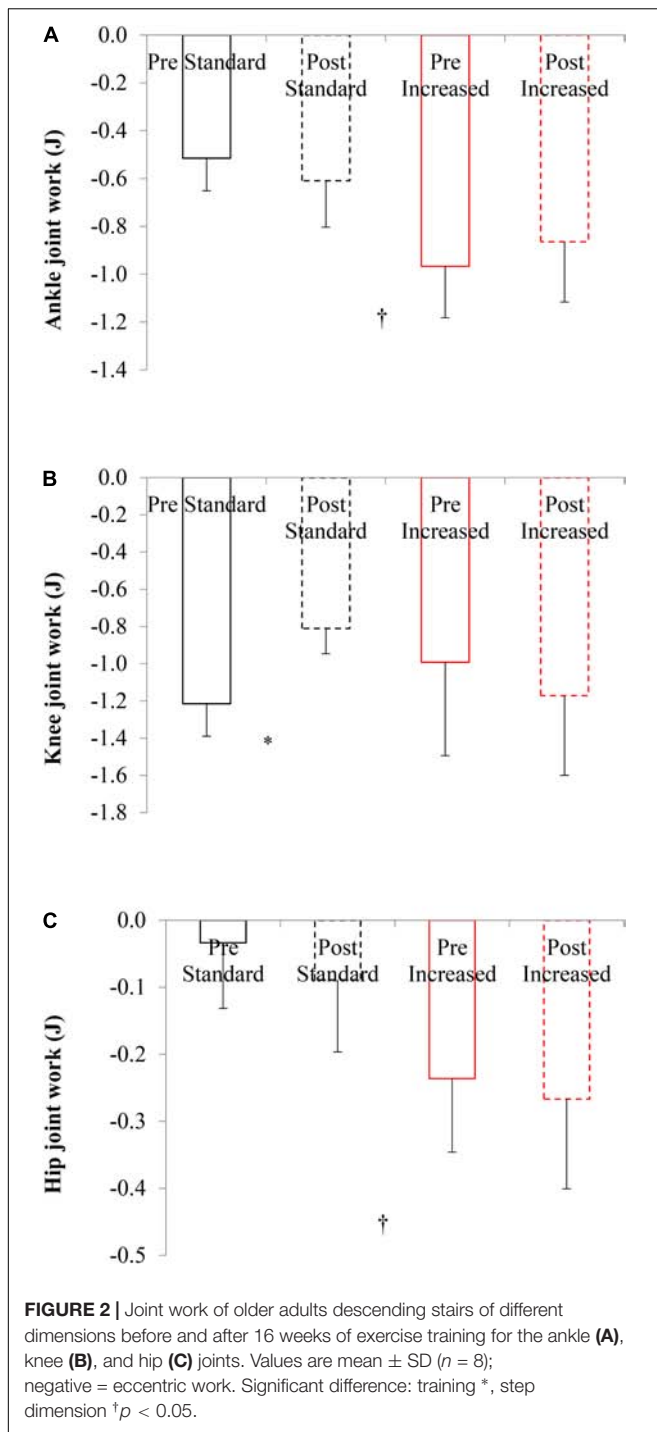 A
0.0
Pre Standard Post Standard Pre Increased Post Increased
-0.2
-0.4
-0.6
-0.8
-1.0
-1.2
-1.4
†
Ankle joint work (J)
B
0.0
Pre Standard Post Standard Pre Increased Post Increased
-0.2
-0.4
-0.6
-0.8
-1.0
-1.2
-1.4
-1.6
-1.8
*
Knee joint work (J)
C
0.0
Pre Standard Post Standard Pre Increased Post Increased
-0.1
-0.2
-0.3
-0.4
-0.5
†
Hip joint work (J)
FIGURE 2 | Joint work of older adults descending stairs of different
dimensions before and after 16 weeks of exercise training for the ankle (A),
knee (B), and hip (C) joints. Values are mean ± SD (n = 8);
negative = eccentric work. Significant difference: training *, step
dimension †p < 0.05.